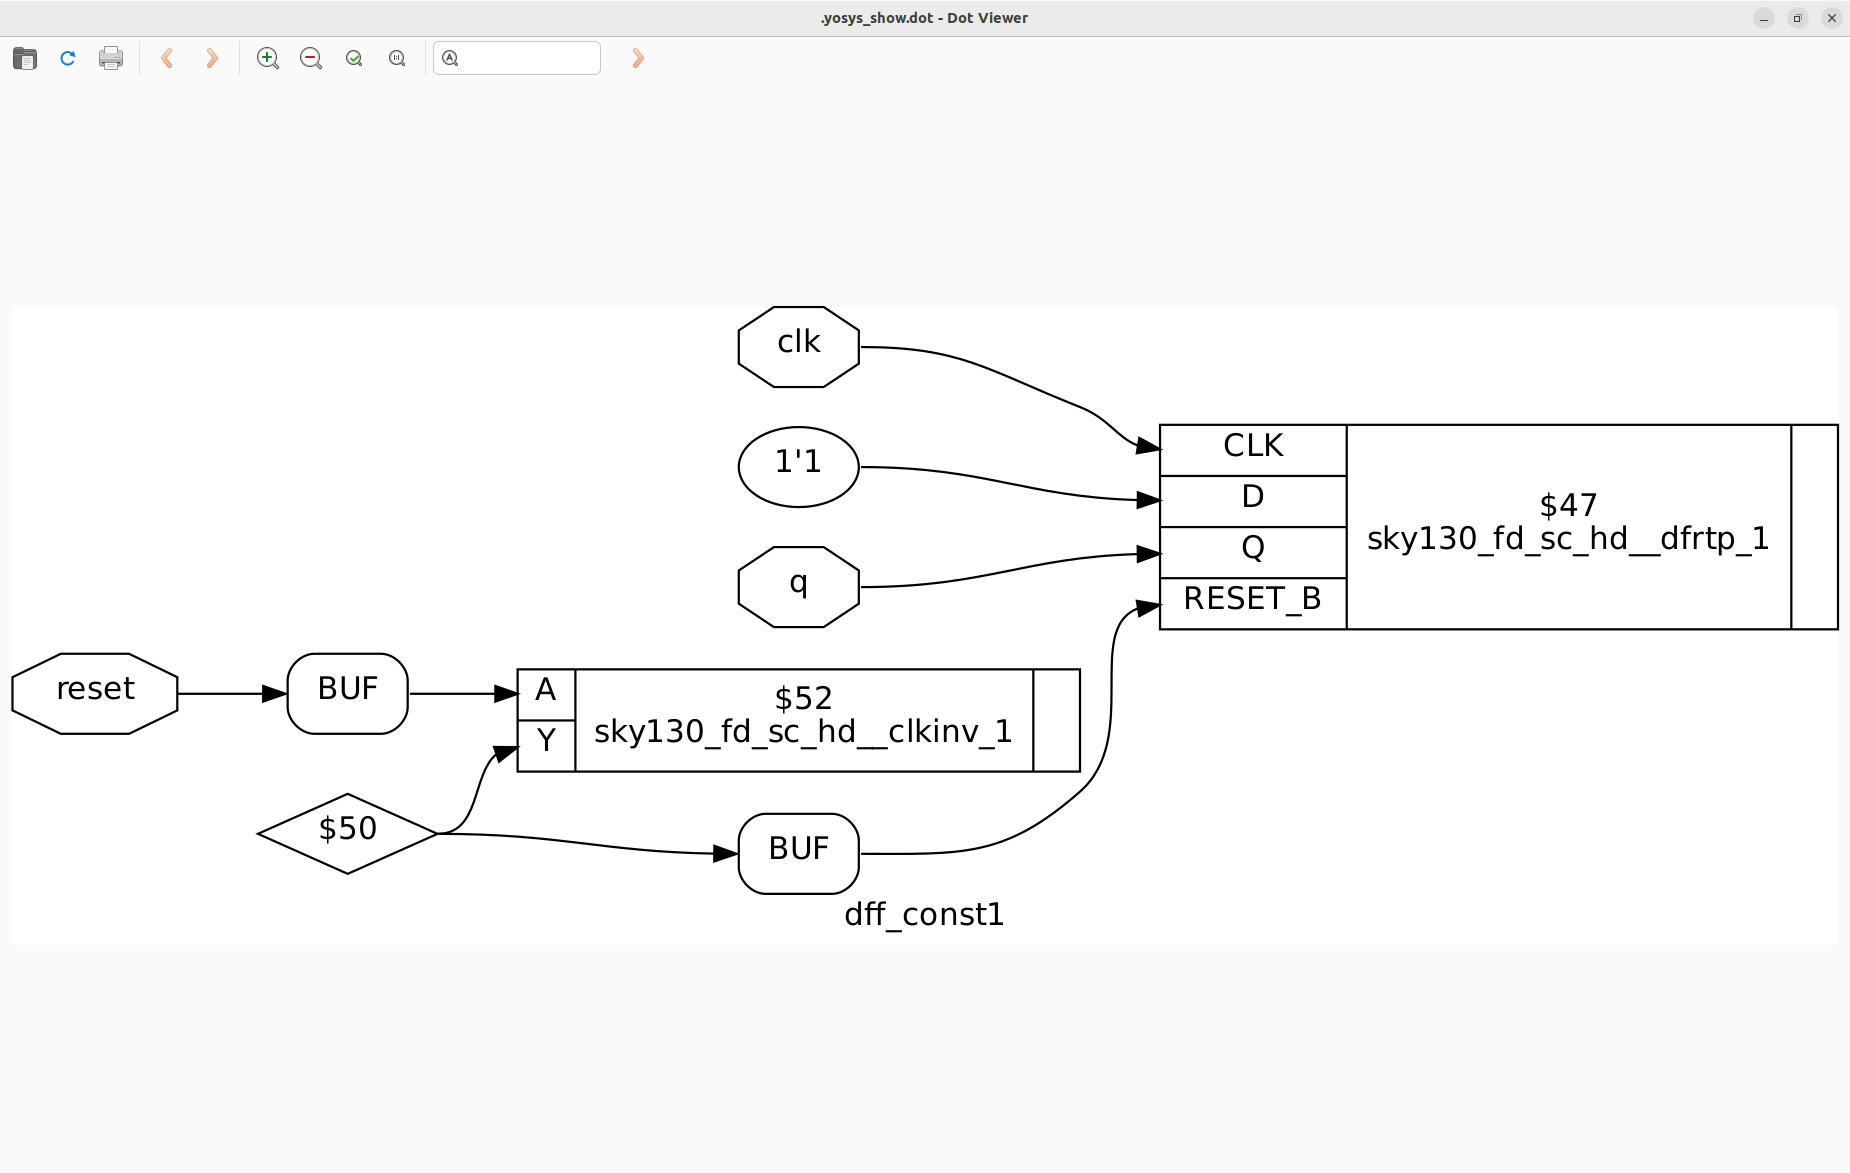 .yosys_show.dot - Dot Viewer
clk
1'1
q
CLK
D
Q
RESET_B
$47
sky130_fd_sc_hd__dfrtp_1
reset
BUF
A
Y
$52
sky130_fd_sc_hd__clkinv_1
$50
BUF
dff_const1